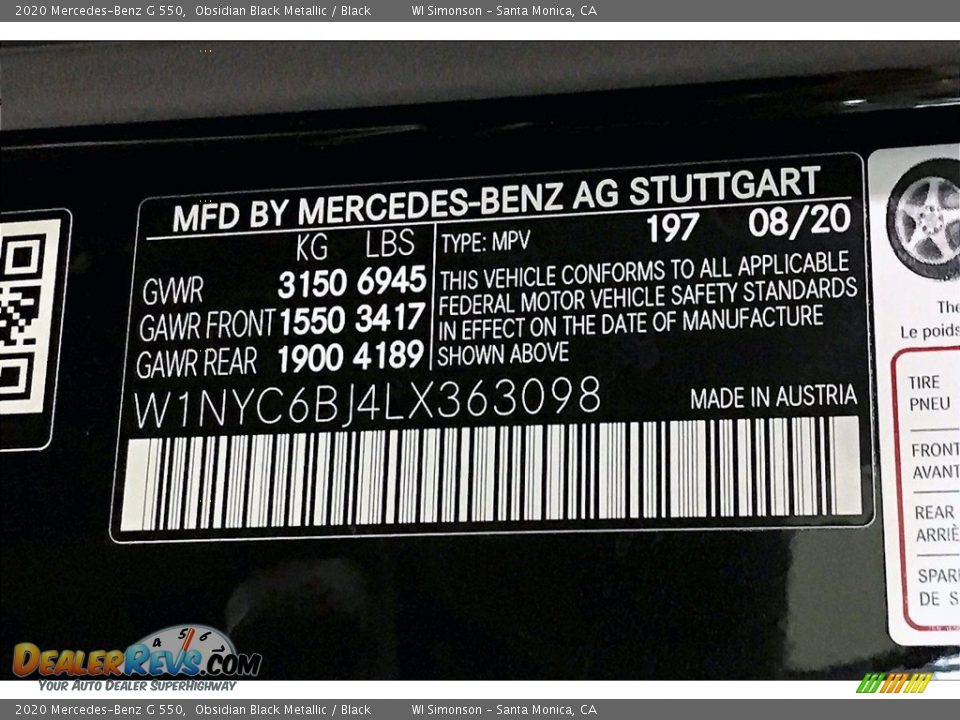 2020 Mercedes-Benz G 550, Obsidian Black Metallic / Black WI Simonson - Santa Monica, CA
MFD BY MERCEDES-BENZ AG STUTTGART
KG LBS
GVWR 3150 6945
GAWR FRONT 1550 3417
GAWR REAR 1900 4189
TYPE: MPV 197 08/20
THIS VEHICLE CONFORMS TO ALL APPLICABLE
FEDERAL MOTOR VEHICLE SAFETY STANDARDS
IN EFFECT ON THE DATE OF MANUFACTURE
SHOWN ABOVE
W1NYC6BJ4LX363098 MADE IN AUSTRIA
The
Le poids
TIRE
PNEU
FRONT
AVANT
REAR
ARRIÈ
SPAR
DE S
4 5 6
DEALERREVS.COM
YOUR AUTO DEALER SUPERHIGHWAY
2020 Mercedes-Benz G 550, Obsidian Black Metallic / Black WI Simonson - Santa Monica, CA